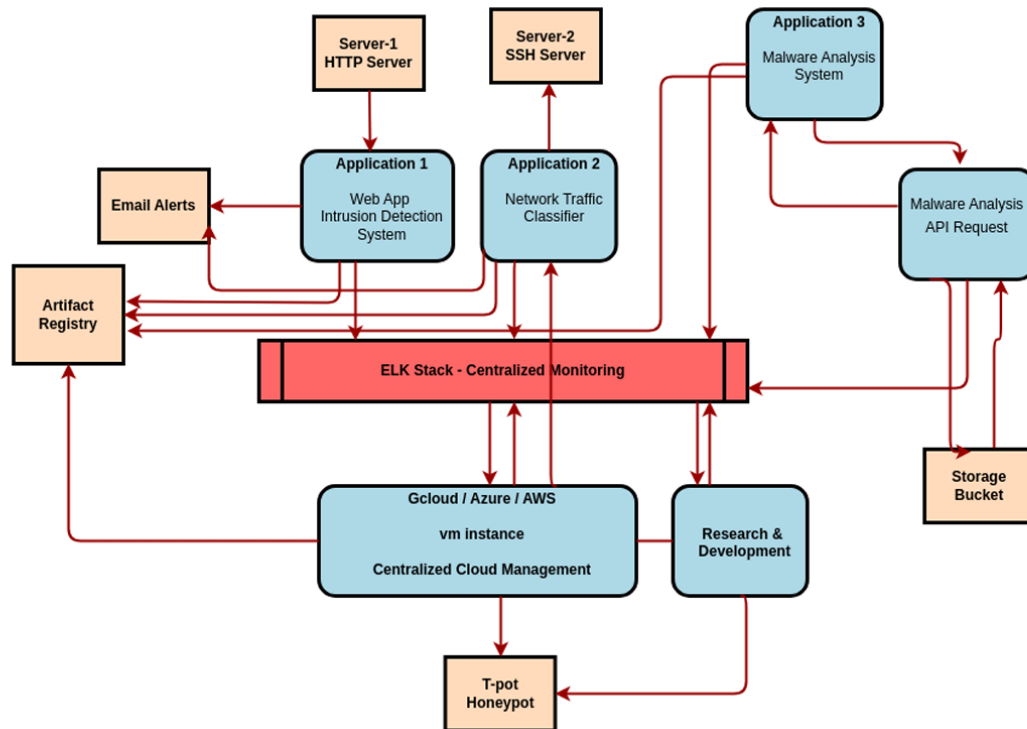 Server-1
HTTP Server
Server-2
SSH Server
Application 3
Malware Analysis
System
Application 1
Web App
Intrusion Detection
System
Application 2
Network Traffic
Classifier
Email Alerts
Malware Analysis
API Request
Artifact
Registry
ELK Stack - Centralized Monitoring
Storage
Bucket
Gcloud / Azure / AWS
vm instance
Centralized Cloud Management
Research &
Development
T-pot
Honeypot